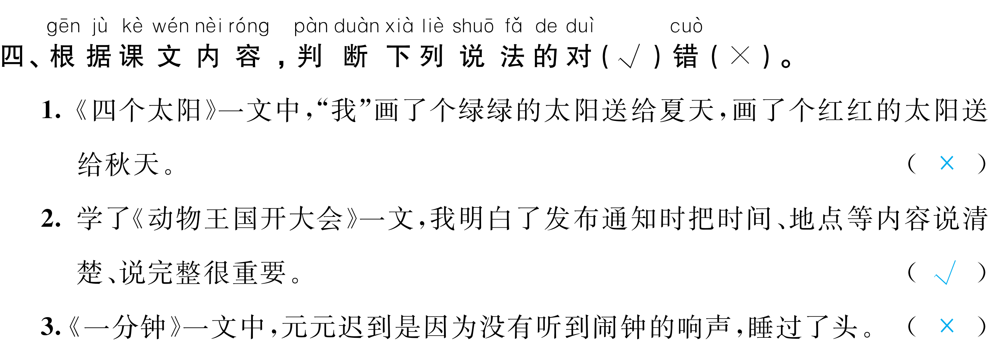 gēn jù kè wén nèi róng pàn duàn xià liè shuō fǎ de duì cuò
四、根据课文内容,判断下列说法的对(√)错(×)。
1.《四个太阳》一文中,“我”画了个绿绿的太阳送给夏天,画了个红红的太阳送
给秋天。 ( × )
2. 学了《动物王国开大会》一文,我明白了发布通知时把时间、地点等内容说清
楚、说完整很重要。 ( √ )
3.《一分钟》一文中,元元迟到是因为没有听到闹钟的响声,睡过了头。 ( × )